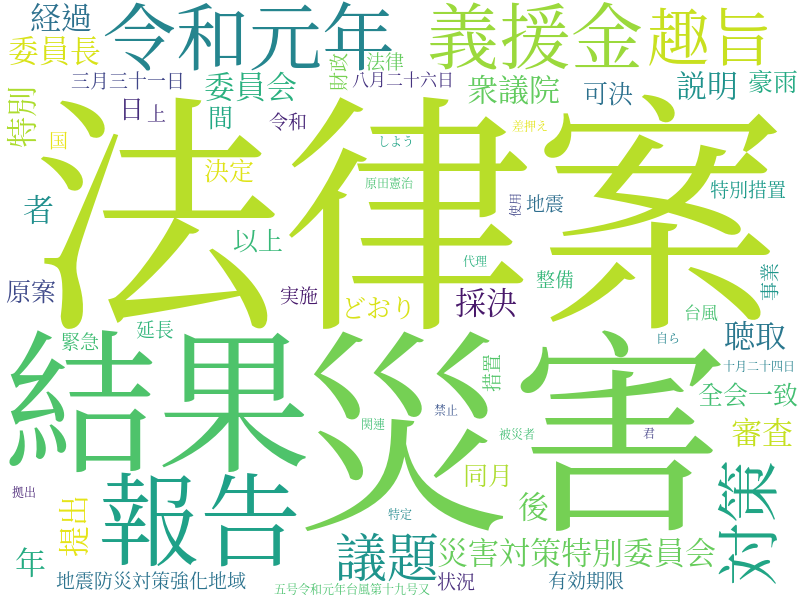 経過
令和元年
義援金
趣旨
委員長
三月三十一日
委員会
財政
法律
八月二十六日
衆議院
可決
説明
豪雨
特別
日
上
間
令和
差押え
国
決定
しよう
法律案
原田憲治
使用
地震
特別措置
者
以上
代理
整備
事業
原案
実施
どおり
採決
台風
緊急
延長
聴取
自ら
結果
災害
措置
十月二十四日
全会一致
関連
禁止
被災者
君
審査
拠出
報告
同月
後
対策
提出
特定
議題
災害対策特別委員会
年
地震防災対策強化地域
五号令和元年台風第十九号又
状況
有効期限